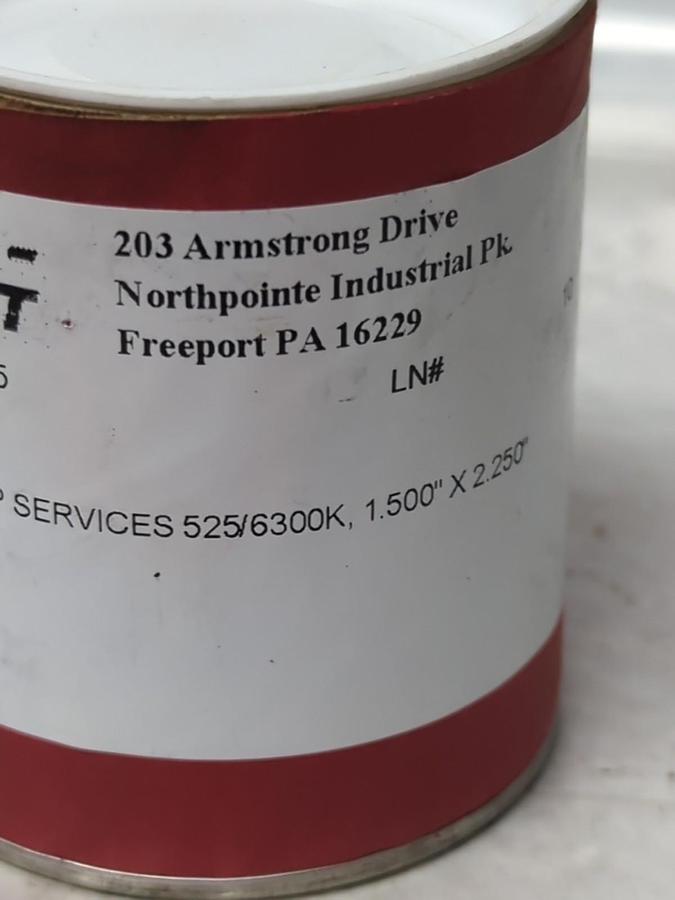 203 Armstrong Drive
Northpointe Industrial Pk.
Freeport PA 16229
LN#
SERVICES 525/6300K, 1.500" X 2.250"